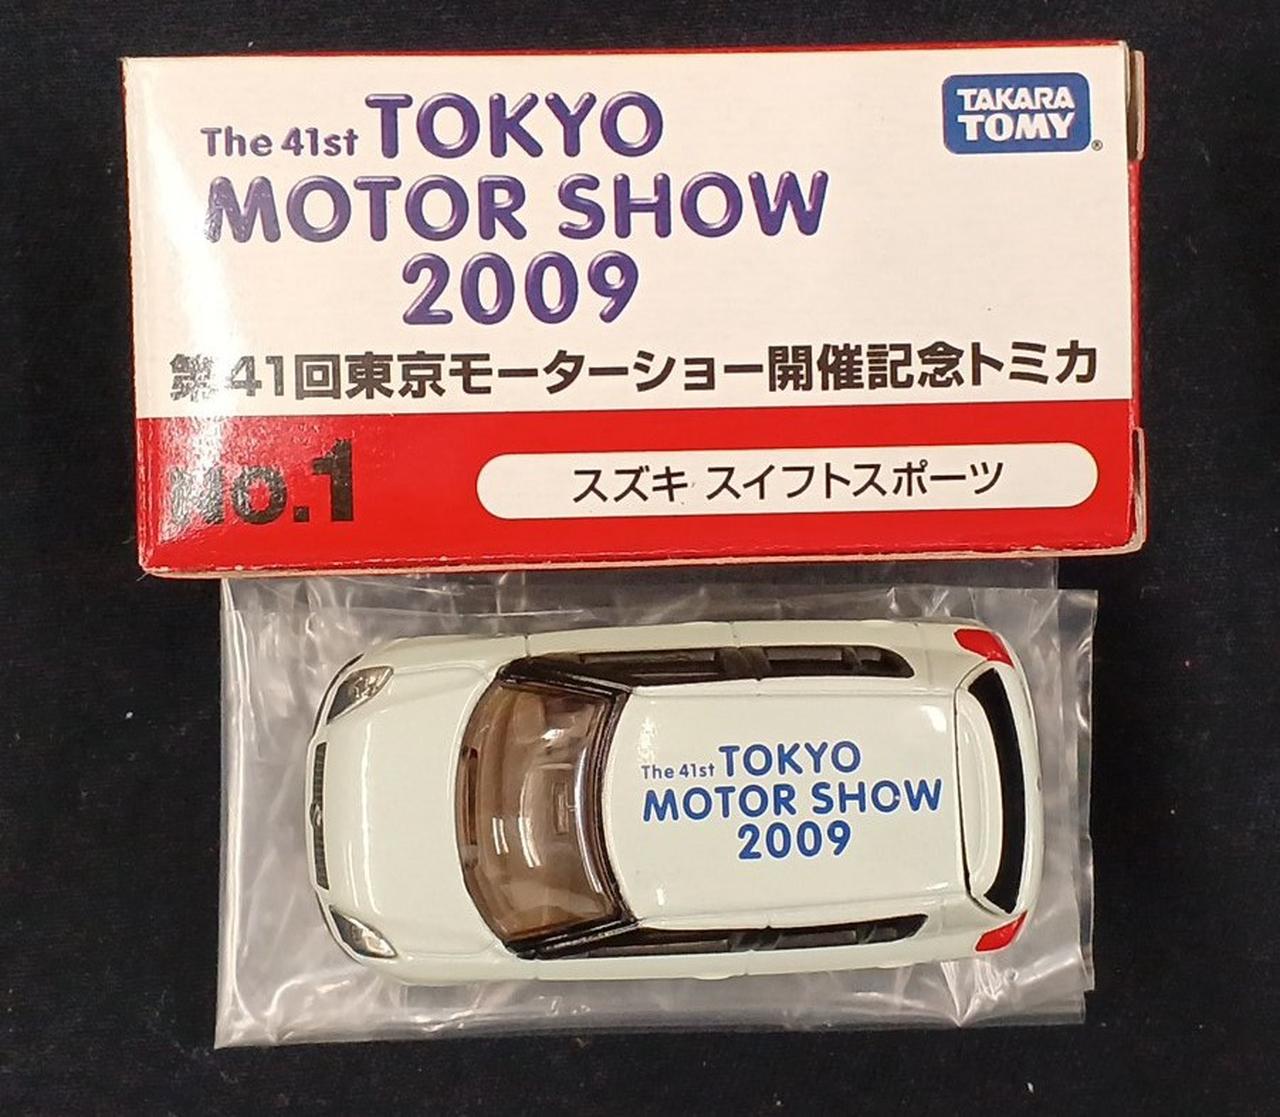 The 41st TOKYO
MOTOR SHOW
2009
TAKARA
TOMY
®
第41回東京モーターショー開催記念トミカ
No.1
スズキ スイフトスポーツ
The 41st TOKYO
MOTOR SHOW
2009